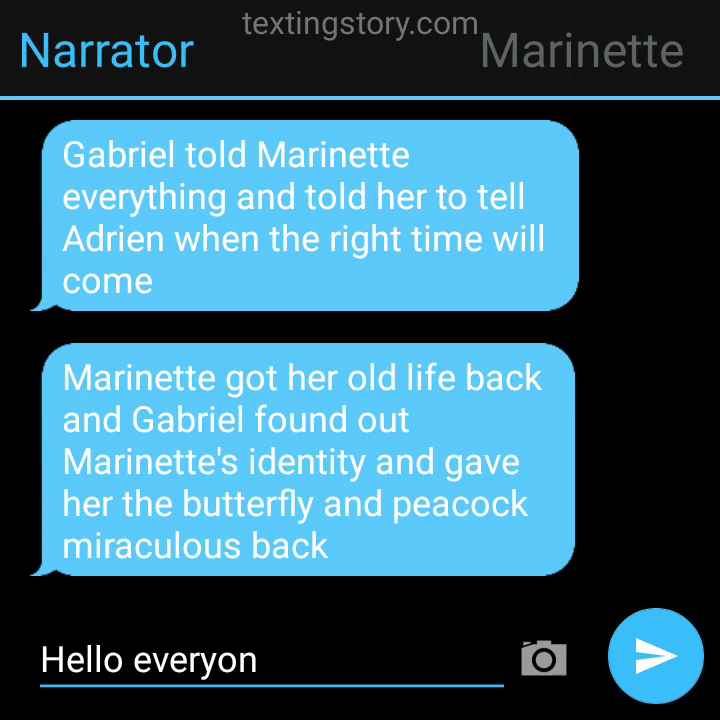 textingstory.com
Narrator
Marinette
Gabriel told Marinette
everything and told her to tell
Adrien when the right time will
come
Marinette got her old life back
and Gabriel found out
Marinette's identity and gave
her the butterfly and peacock
miraculous back
Hello everyon